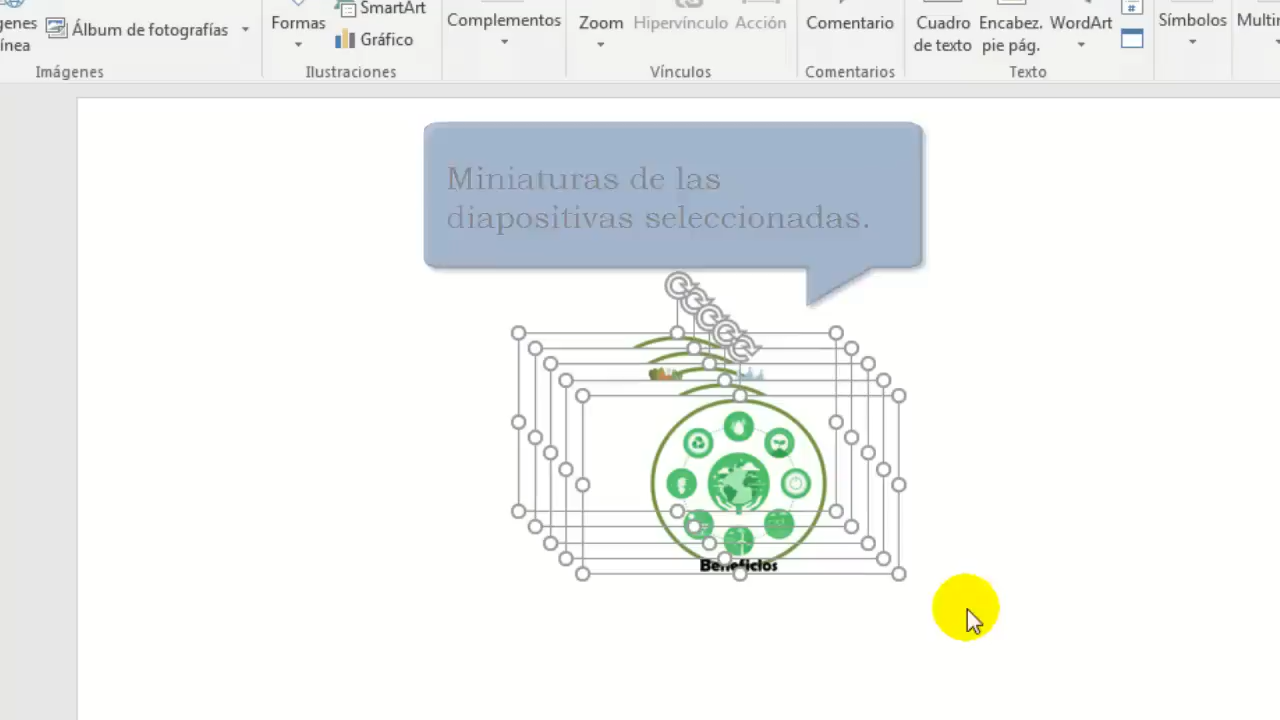 genes
ínea
Álbum de fotografías
Imágenes
Formas
SmartArt
Gráfico
Ilustraciones
Complementos
Zoom
Hipervínculo
Acción
Vínculos
Comentario
Comentarios
Cuadro
de texto
Encabez.
pie pág.
WordArt
#
Texto
Símbolos
Multim
Miniaturas de las
diapositivas seleccionadas.
Beneficios